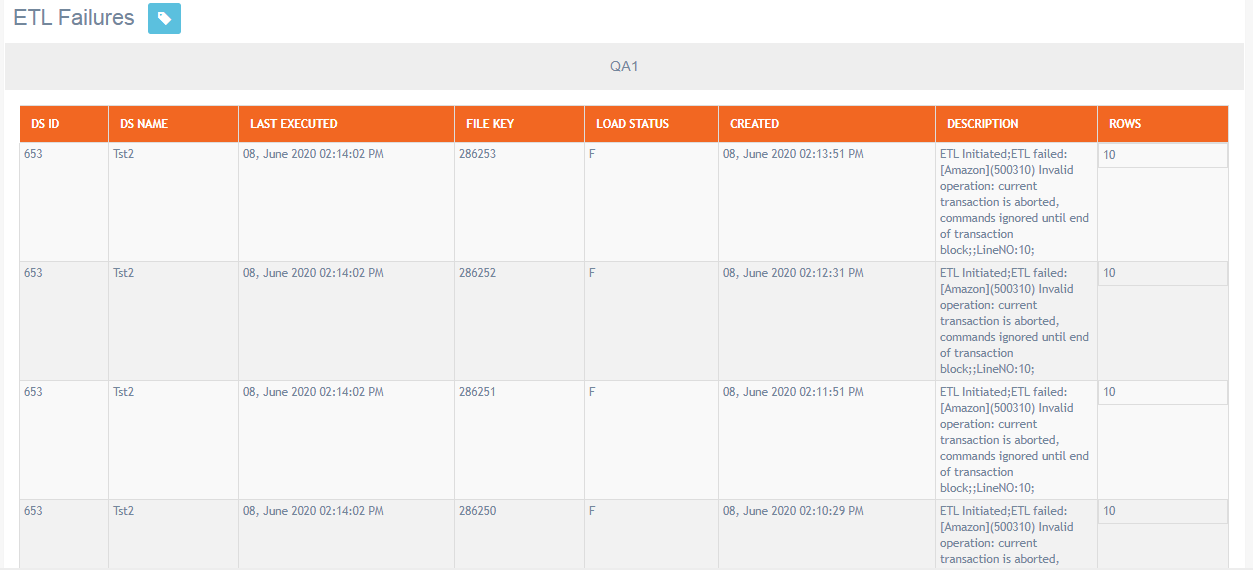 ETL Failures
QA1
DS ID DS NAME LAST EXECUTED FILE KEY LOAD STATUS CREATED DESCRIPTION ROWS
653 Tst2 08, June 2020 02:14:02 PM 286253 F 08, June 2020 02:13:51 PM ETL Initiated;ETL failed: 10
[Amazon](500310) Invalid
operation: current
transaction is aborted,
commands ignored until end
of transaction
block;;LineNO:10;
653 Tst2 08, June 2020 02:14:02 PM 286252 F 08, June 2020 02:12:31 PM ETL Initiated;ETL failed: 10
[Amazon](500310) Invalid
operation: current
transaction is aborted,
commands ignored until end
of transaction
block;;LineNO:10;
653 Tst2 08, June 2020 02:14:02 PM 286251 F 08, June 2020 02:11:51 PM ETL Initiated;ETL failed: 10
[Amazon](500310) Invalid
operation: current
transaction is aborted,
commands ignored until end
of transaction
block;;LineNO:10;
653 Tst2 08, June 2020 02:14:02 PM 286250 F 08, June 2020 02:10:29 PM ETL Initiated;ETL failed: 10
[Amazon](500310) Invalid
operation: current
transaction is aborted,